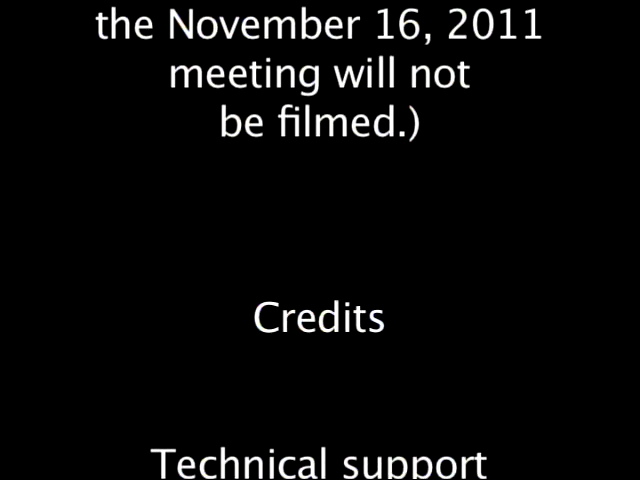 the November 16, 2011
meeting will not
be filmed.)
Credits
Technical support